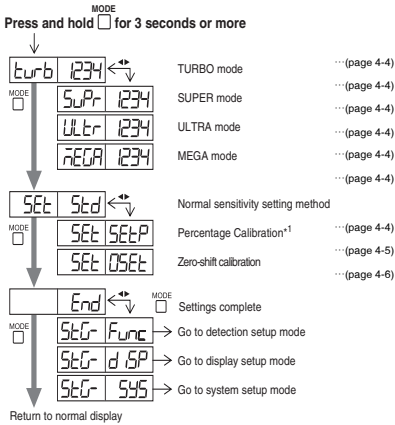 MODE
Press and hold for 3 seconds or more
turb 1234 TURBO mode ···(page 4-4)
···(page 4-4)
MODE
SuPr 1234 SUPER mode
···(page 4-4)
ULtr 1234 ULTRA mode ···(page 4-4)
···(page 4-4)
MEGA 1234 MEGA mode
···(page 4-4)
SEt Std Normal sensitivity setting method
MODE
SEt SEtP Percentage Calibration*1 ···(page 4-4)
···(page 4-5)
SEt 0SEt Zero-shift calibration
···(page 4-6)
End MODE Settings complete
MODE
StG- Func Go to detection setup mode
StG- diSP Go to display setup mode
StG- SYS Go to system setup mode
Return to normal display